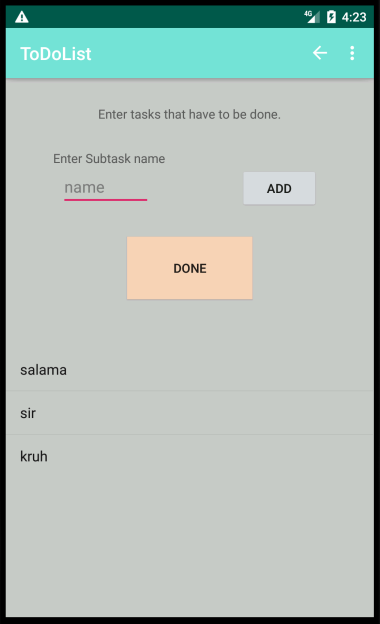 4G 4:23
ToDoList
Enter tasks that have to be done.
Enter Subtask name
name
ADD
DONE
salama
sir
kruh